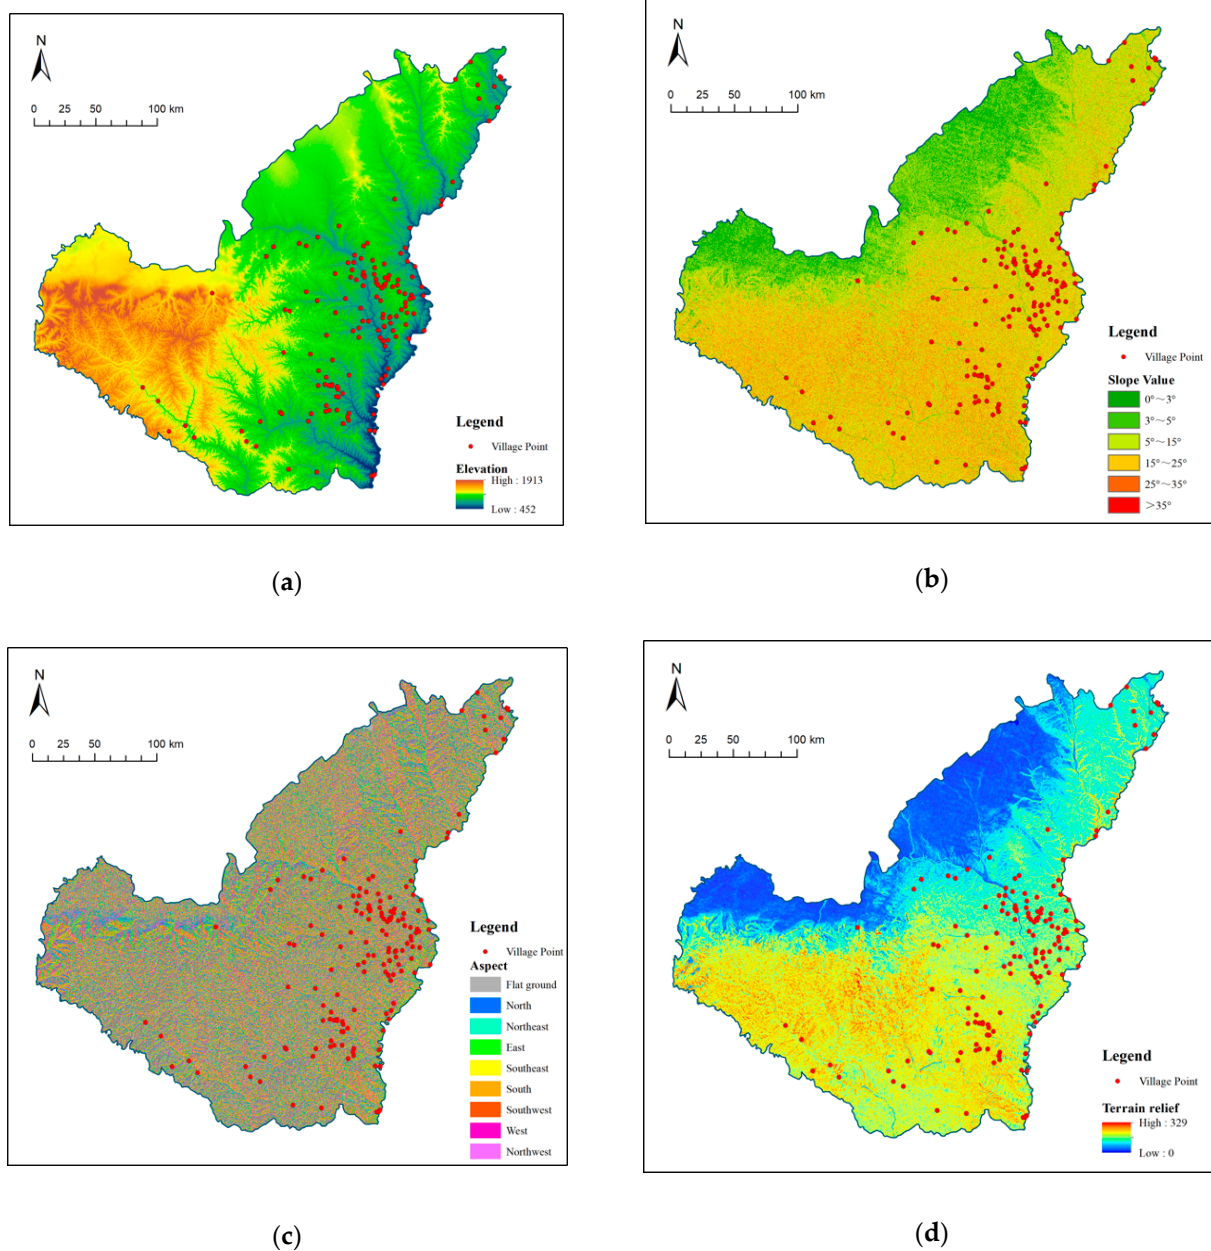 N
0 25 50 100 km
Legend
Village Point
Elevation
High : 1913
Low : 452
(a)
N
0 25 50 100 km
Legend
Village Point
Slope Value
0°～3°
3°～5°
5°～15°
15°～25°
25°～35°
＞35°
(b)
N
0 25 50 100 km
Legend
Village Point
Aspect
Flat ground
North
Northeast
East
Southeast
South
Southwest
West
Northwest
(c)
N
0 25 50 100 km
Legend
Village Point
Terrain relief
High : 329
Low : 0
(d)